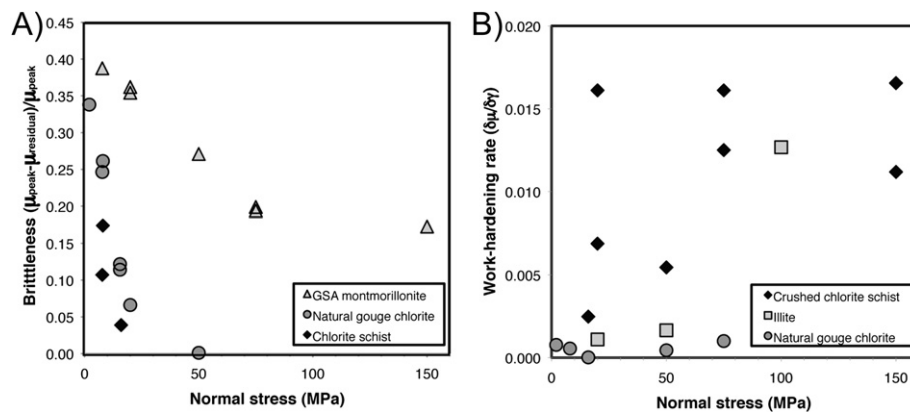 A)
Britttleness (μpeak-μresidual)/μpeak
0.45
0.40
0.35
0.30
0.25
0.20
0.15
0.10
0.05
0.00
0 50 100 150
Normal stress (MPa)
GSA montmorillonite
Natural gouge chlorite
Chlorite schist
B)
Work-hardening rate (δμ/δγ)
0.020
0.015
0.010
0.005
0.000
0 50 100 150
Normal stress (MPa)
Crushed chlorite schist
Illite
Natural gouge chlorite